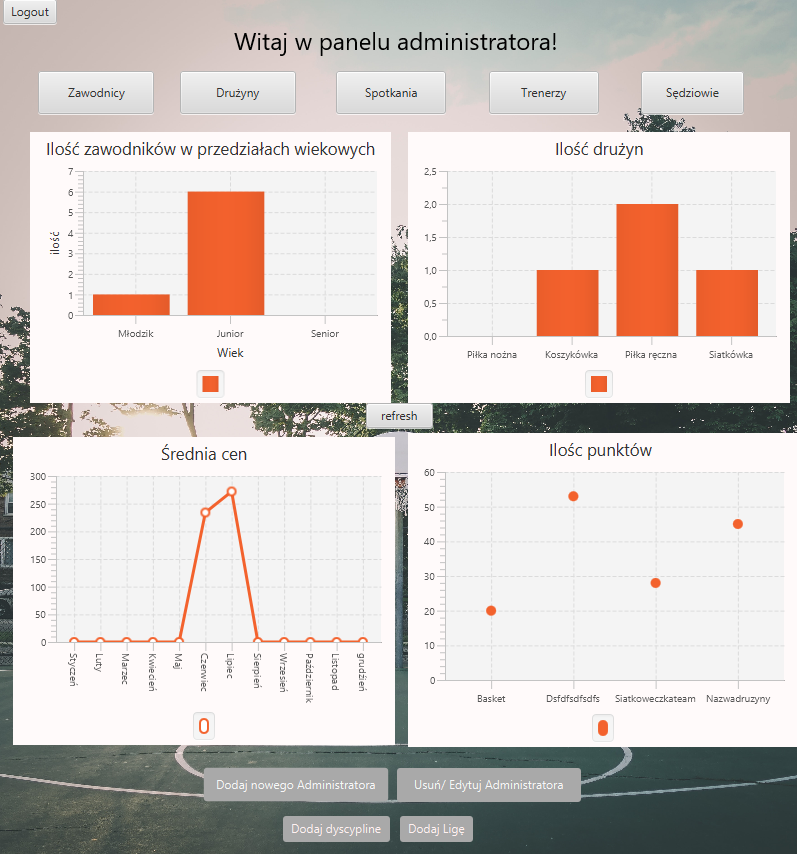 Logout
Witaj w panelu administratora!
Zawodnicy
Drużyny
Spotkania
Trenerzy
Sędziowie
Ilość zawodników w przedziałach wiekowych
7
6
5
4
3
2
1
0
ilość
Młodzik
Junior
Senior
Wiek
Ilość drużyn
2,5
2,0
1,5
1,0
0,5
0,0
Piłka nożna
Koszykówka
Piłka ręczna
Siatkówka
refresh
Średnia cen
300
250
200
150
100
50
0
Styczeń
Luty
Marzec
Kwiecień
Maj
Czerwiec
Lipiec
Sierpień
Wrzesień
Październik
Listopad
grudzień
Ilośc punktów
60
50
40
30
20
10
0
Basket
Dsfdfsdfsdfs
Siatkoweczkateam
Nazwadruzyny
Dodaj nowego Administratora
Usuń/ Edytuj Administratora
Dodaj dyscypline
Dodaj Ligę